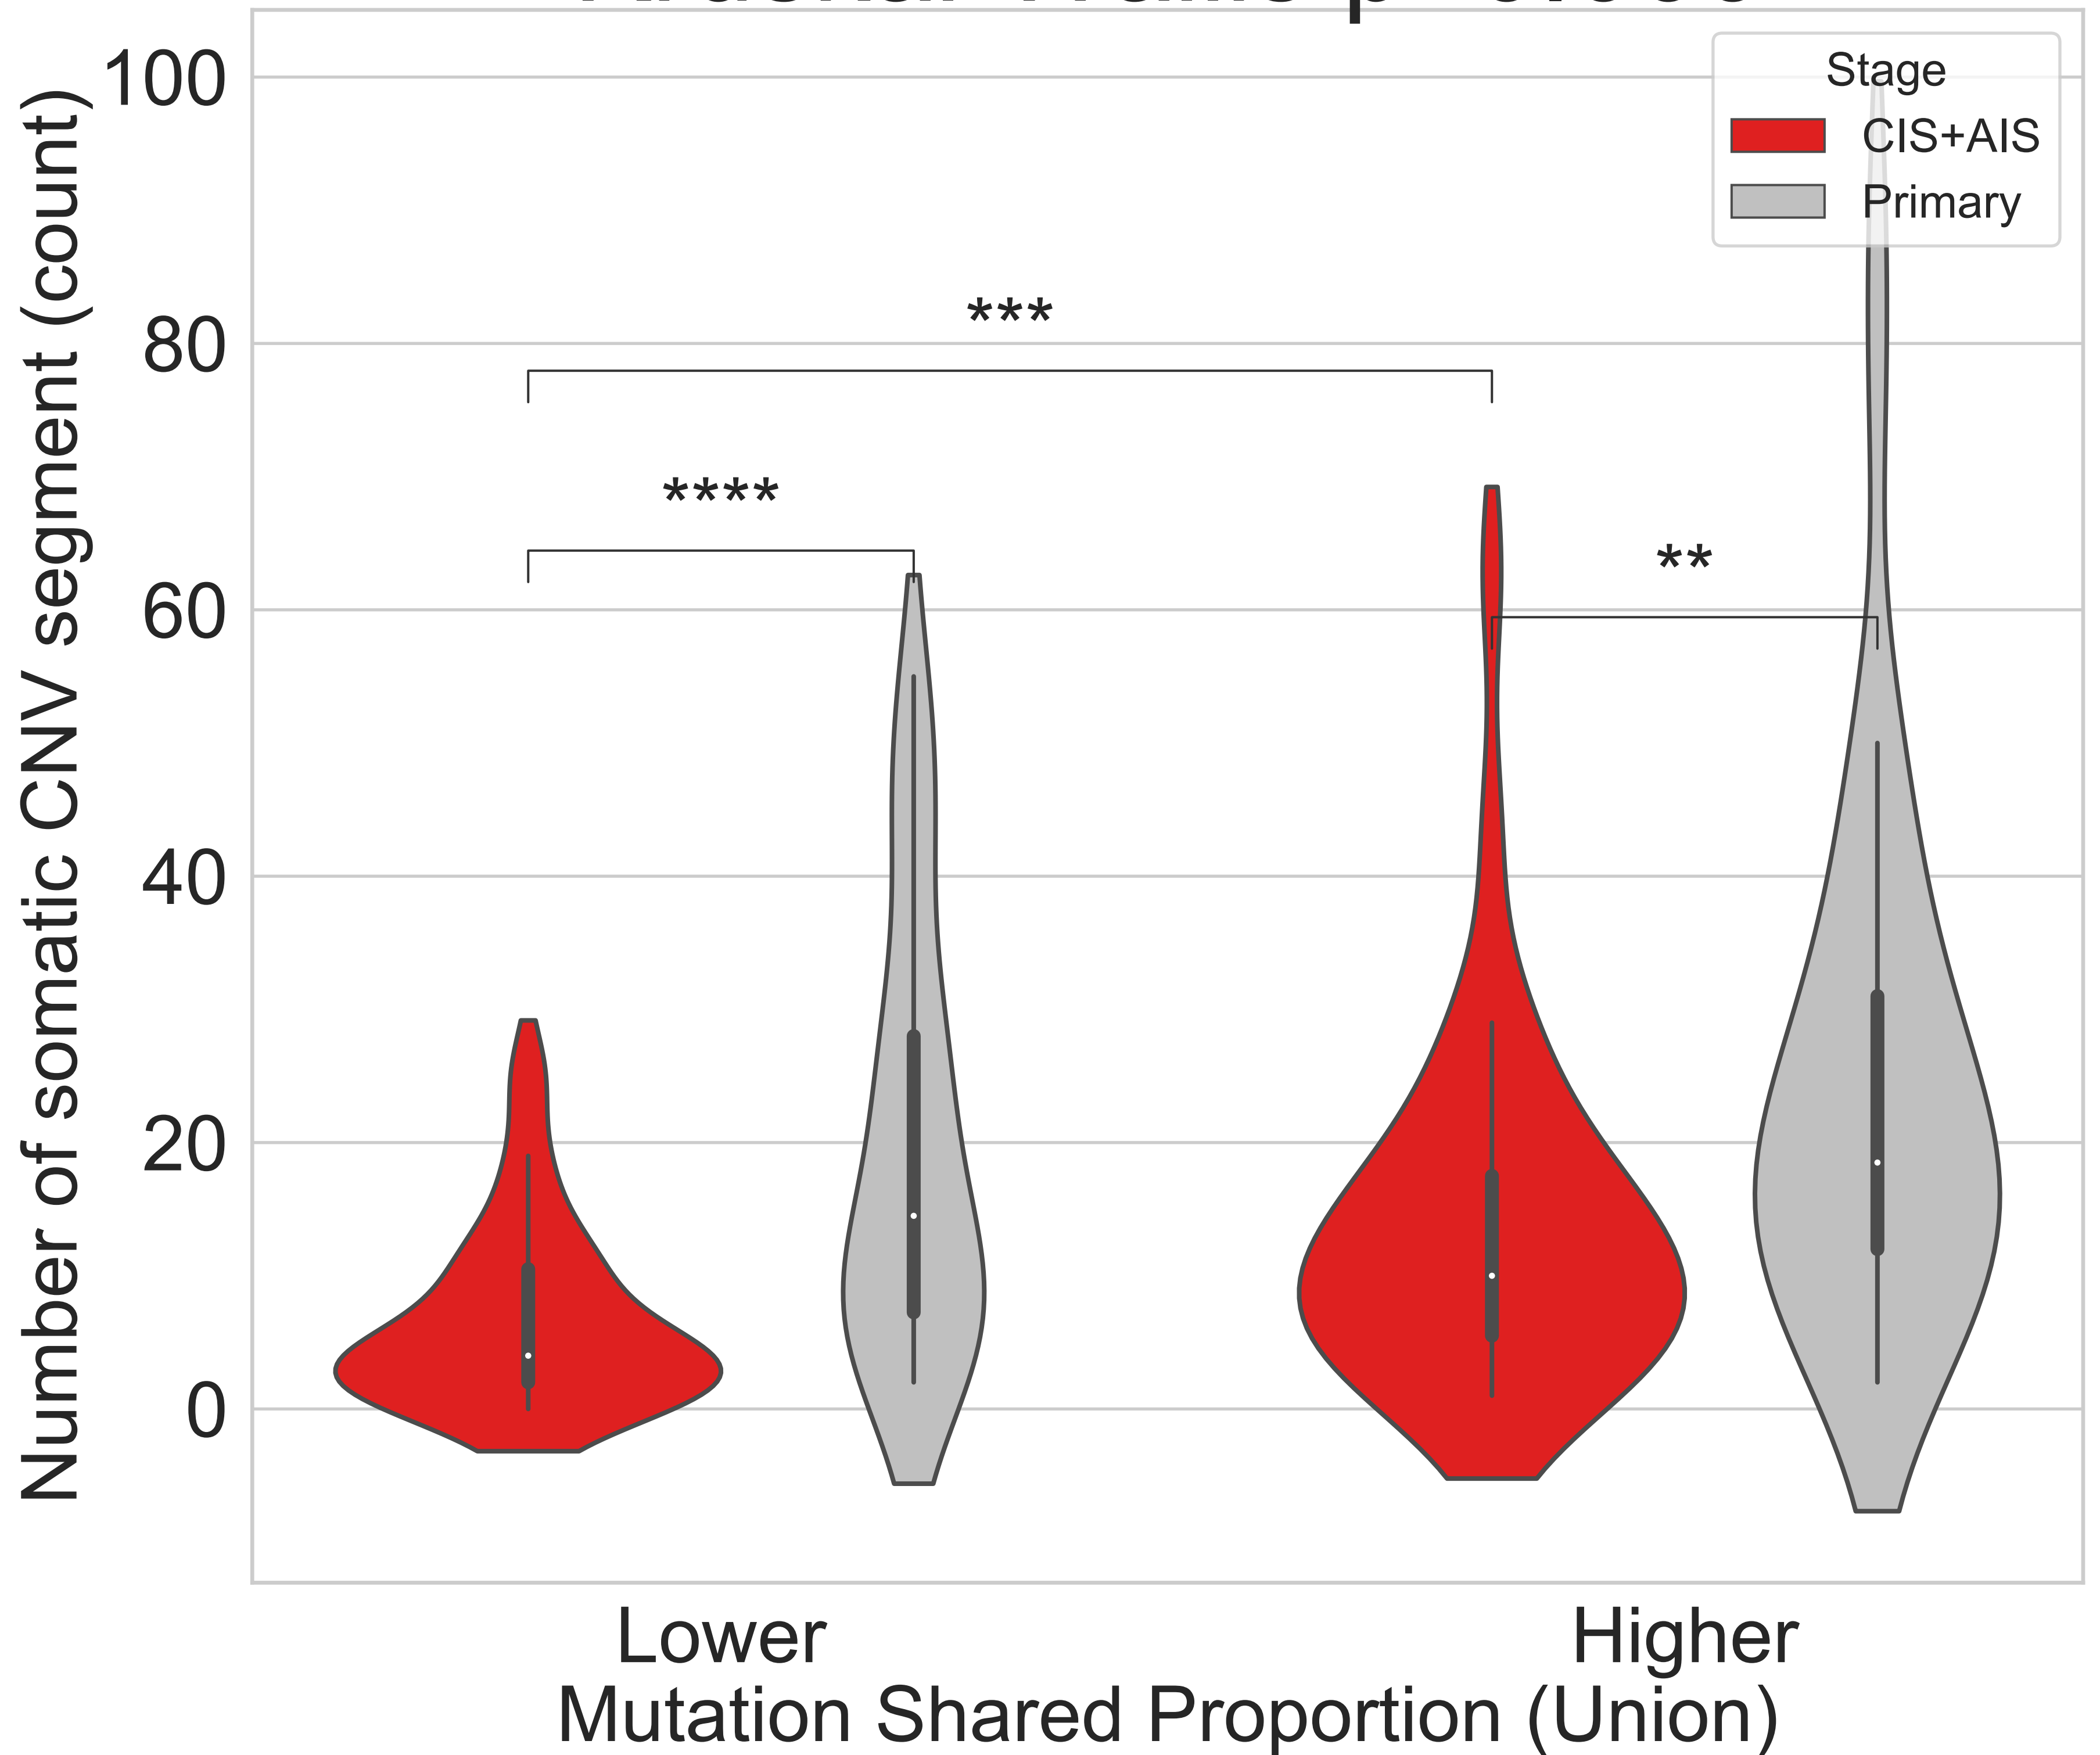 Stage
CIS+AIS
Primary
Number of somatic CNV segment (count)
100
80
60
40
20
0
***
****
**
Lower
Higher
Mutation Shared Proportion (Union)